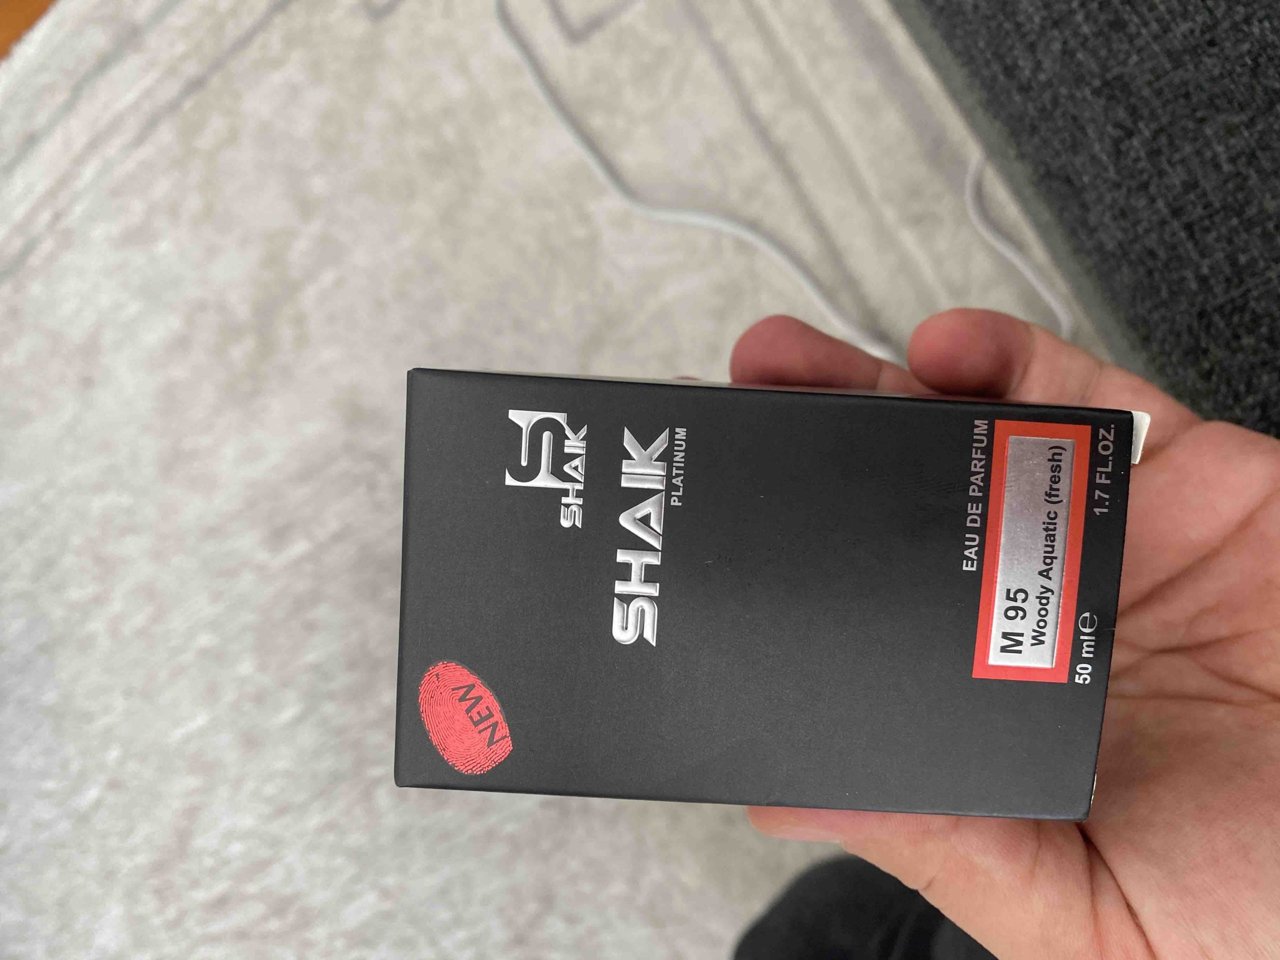 SHAIK
SHAIK
PLATINUM
NEW
EAU DE PARFUM
M 95
Woody Aquatic (fresh)
50 ml℮ 1.7 FL.OZ.